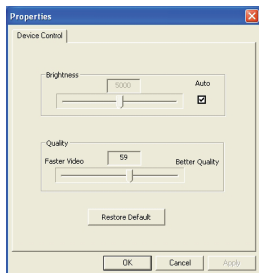 Properties
Device Control
Brightness
5000
Auto
Quality
Faster Video
59
Better Quality
Restore Default
OK
Cancel
Apply